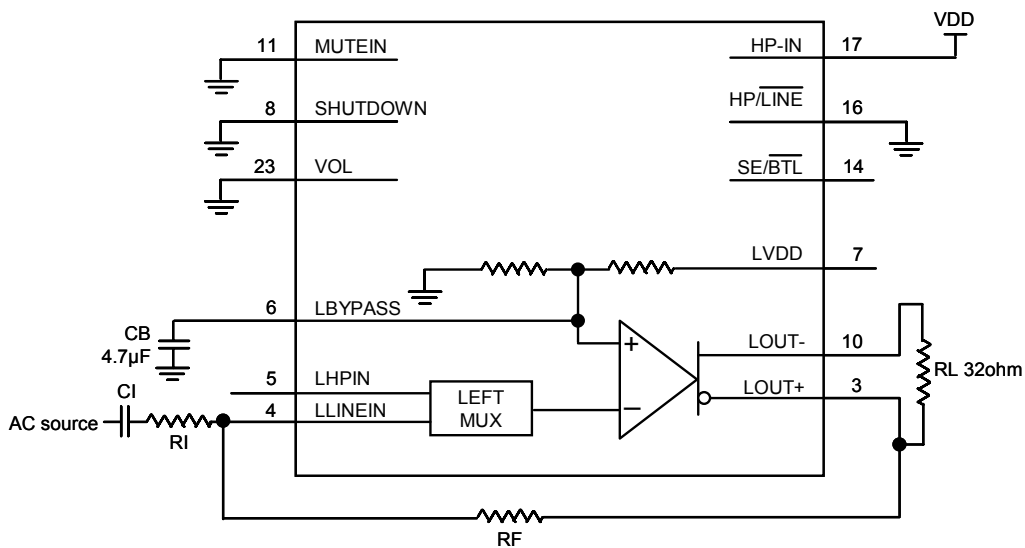 VDD
11 MUTEIN HP-IN 17
8 SHUTDOWN HP/LINE 16
23 VOL SE/BTL 14
LVDD 7
6 LBYPASS
CB
4.7µF
LOUT- 10
RL 32ohm
5 LHPIN
LOUT+ 3
CI
LEFT
MUX
4 LLINEIN
AC source
RI
RF
+
−